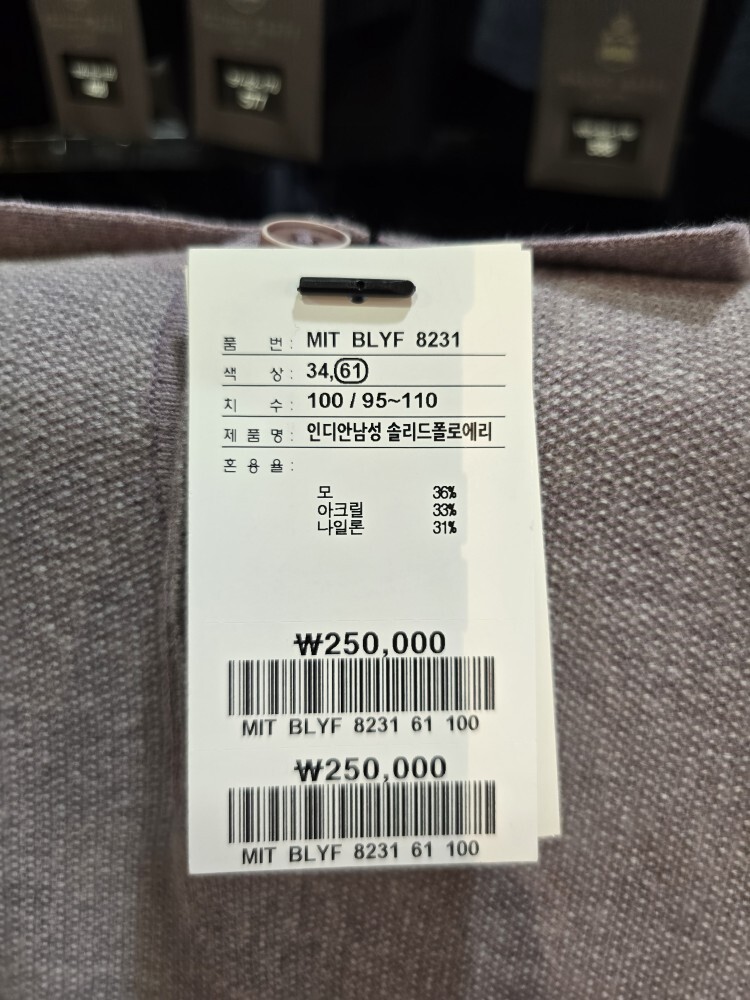 품 번 : MIT BLYF 8231
색 상 : 34,61
치 수 : 100 / 95~110
제 품 명 : 인디안남성 솔리드폴로에리
혼 용 율 :
모 36%
아크릴 33%
나일론 31%
₩250,000
MIT BLYF 8231 61 100
₩250,000
MIT BLYF 8231 61 100